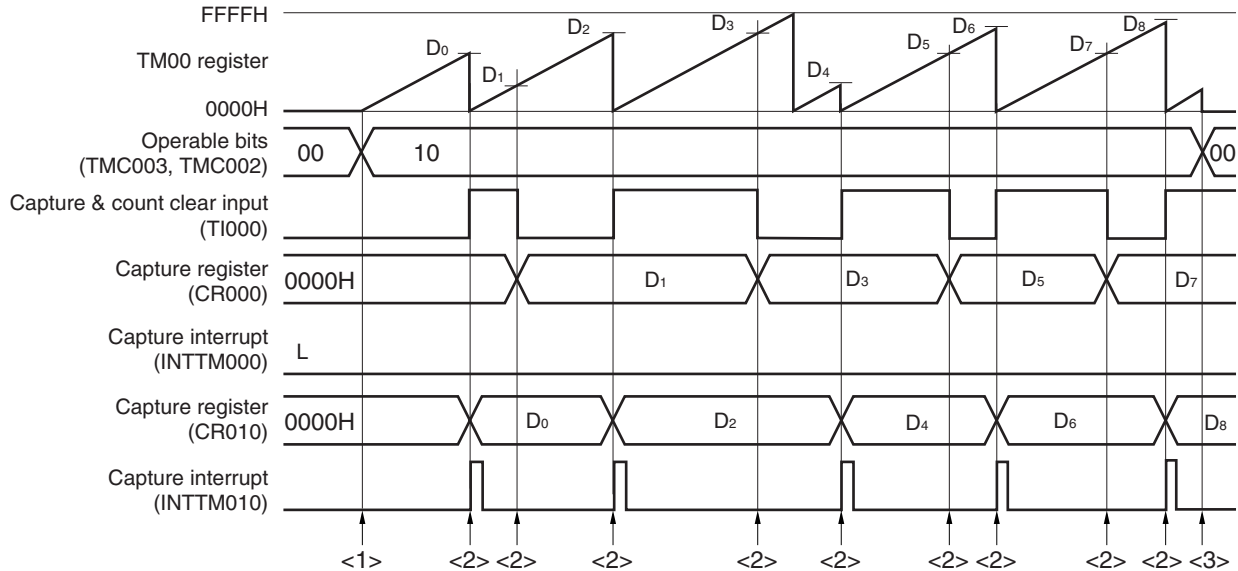 FFFFH
D0 D1 D2 D3 D4 D5 D6 D7 D8
TM00 register
0000H
Operable bits
(TMC003, TMC002)
00 10 00
Capture & count clear input
(TI000)
Capture register
(CR000)
0000H D1 D3 D5 D7
Capture interrupt
(INTTM000)
L
Capture register
(CR010)
0000H D0 D2 D4 D6 D8
Capture interrupt
(INTTM010)
<1> <2> <2> <2> <2> <2> <2> <2> <2> <2> <3>